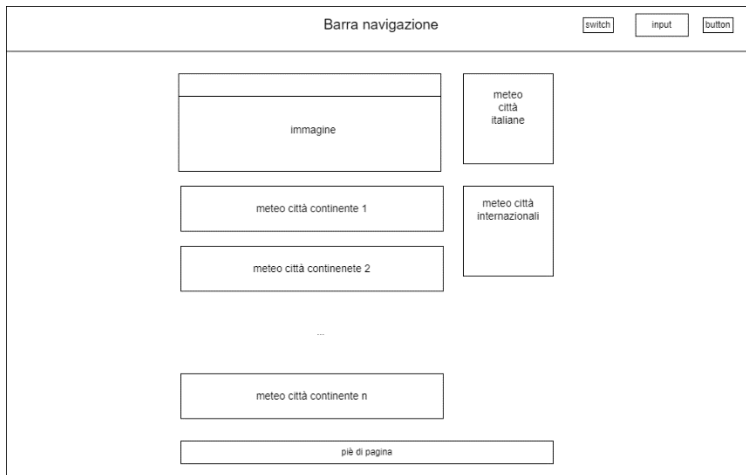 Barra navigazione
switch
input
button
immagine
meteo
città
italiane
meteo città continente 1
meteo città
internazionali
meteo città continenete 2
....
meteo città continente n
piè di pagina